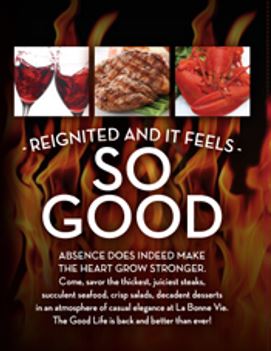 - REIGNITED AND IT FEELS -
SO
GOOD
ABSENCE DOES INDEED MAKE
THE HEART GROW STRONGER.
Come, savor the thickest, juiciest steaks,
succulent seafood, crisp salads, decadent desserts
in an atmosphere of casual elegance at La Bonne Vie.
The Good Life is back and better than ever!